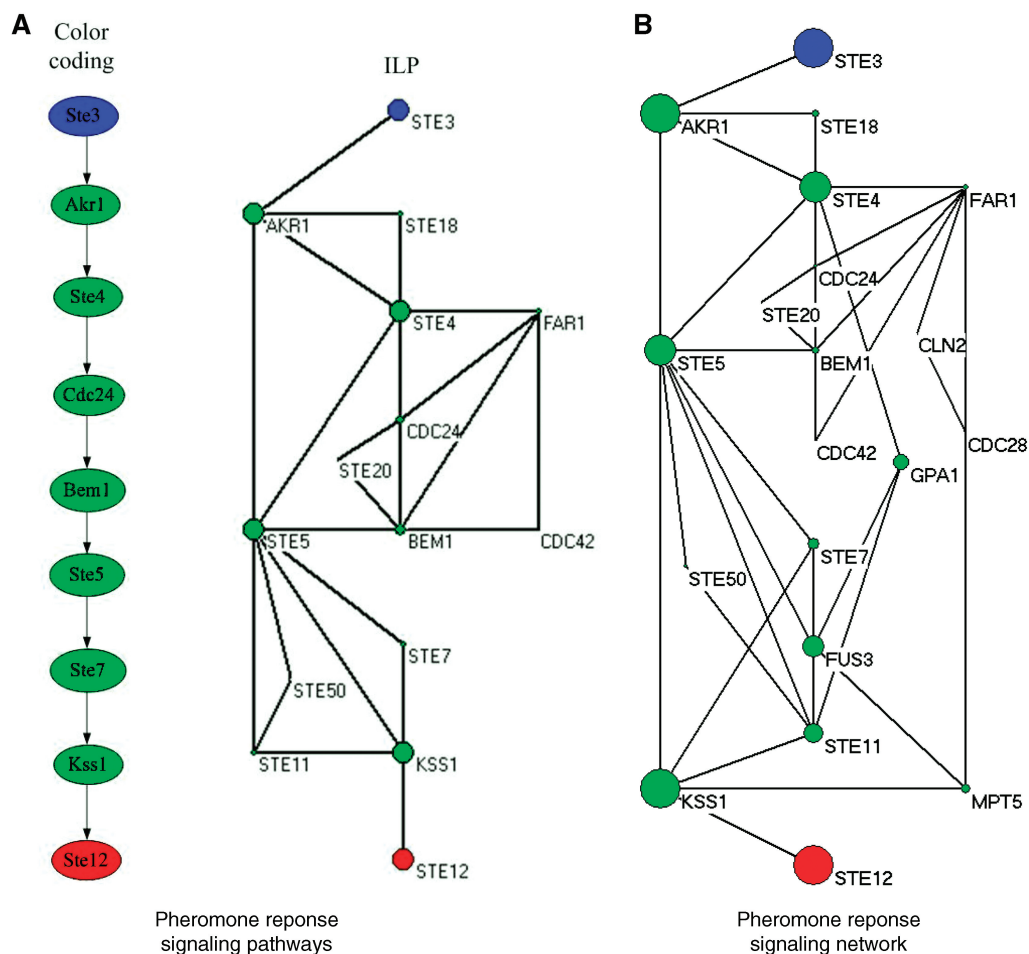 A
Color
coding
Ste3
Akr1
Ste4
Cdc24
Bem1
Ste5
Ste7
Kss1
Ste12
ILP
STE3
AKR1
STE18
STE4
FAR1
CDC24
STE20
STE5
BEM1
CDC42
STE7
STE50
STE11
KSS1
STE12
Pheromone reponse
signaling pathways
B
STE3
AKR1
STE18
STE4
FAR1
CDC24
STE20
CLN2
STE5
BEM1
CDC42
CDC28
GPA1
STE7
STE50
FUS3
STE11
KSS1
MPT5
STE12
Pheromone reponse
signaling network